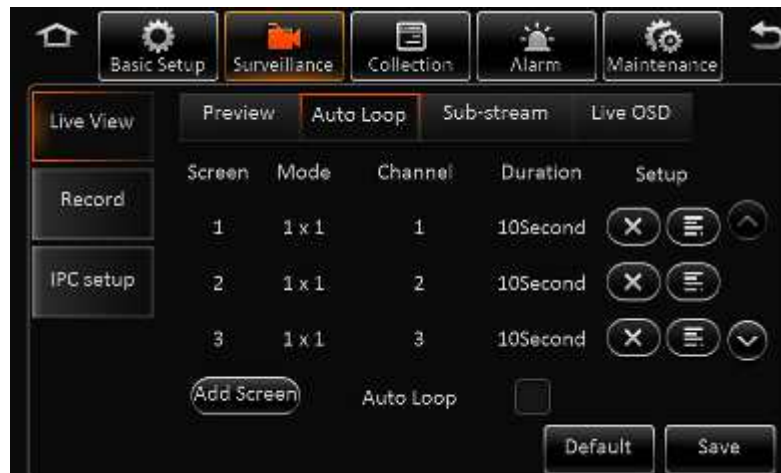 Basic Setup Surveillance Collection Alarm Maintenance
Live View Preview Auto Loop Sub-stream Live OSD
Screen Mode Channel Duration Setup
Record
1 1 x 1 1 10Second
IPC setup 2 1 x 1 2 10Second
3 1 x 1 3 10Second
Add Screen Auto Loop
Default Save